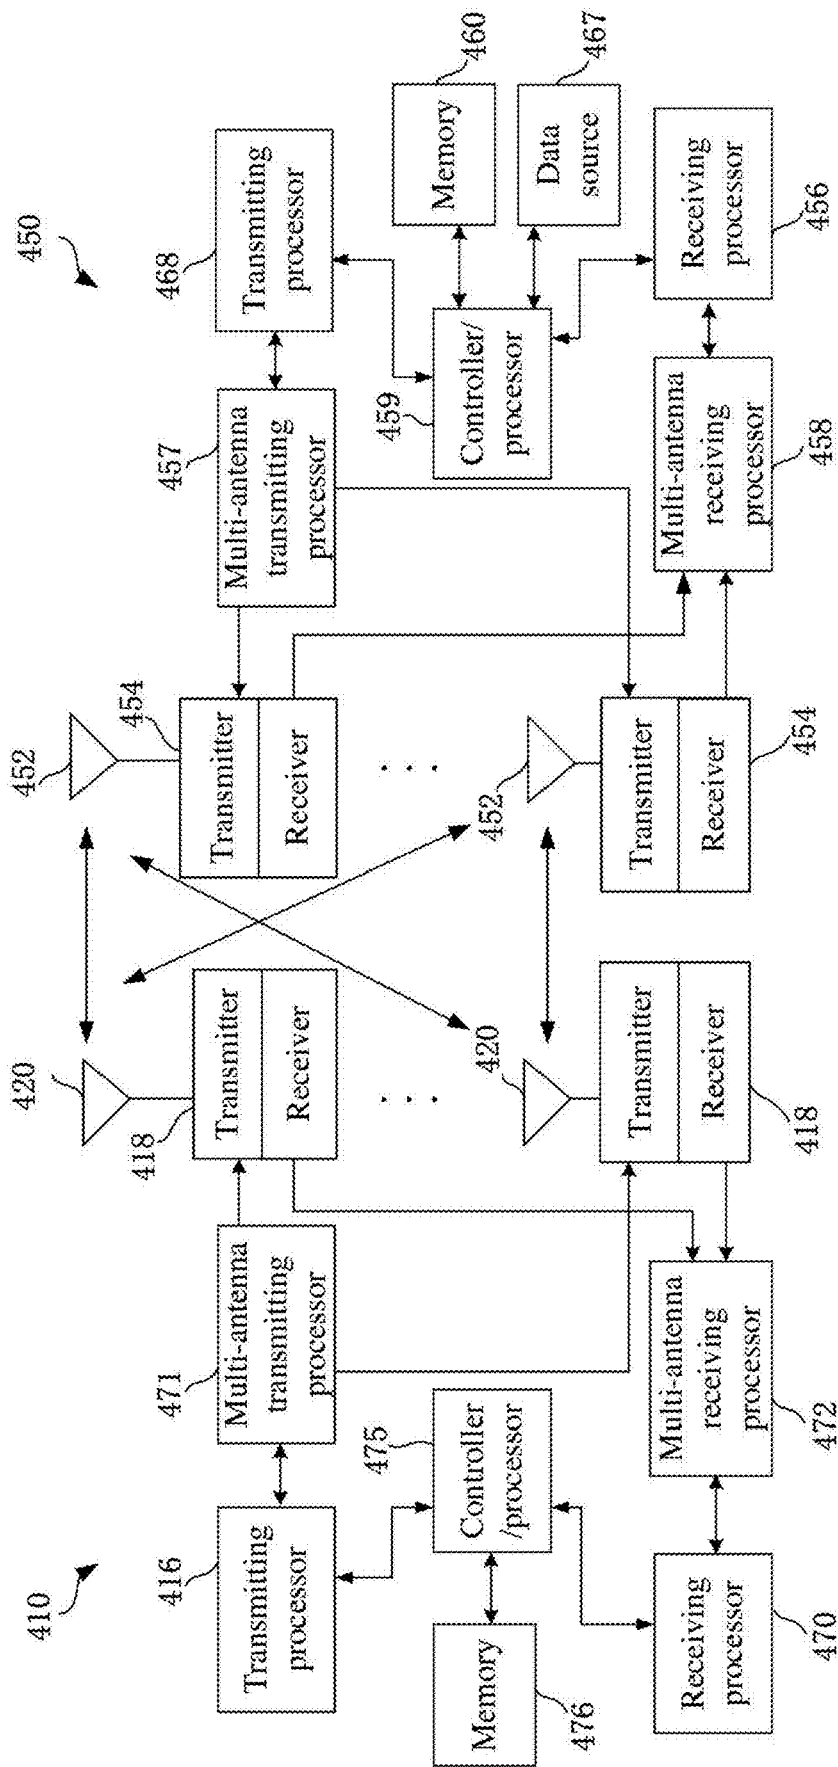 410
450
420
452
416
Transmitting
processor
471
Multi-antenna
transmitting
processor
418
Transmitter
Receiver
454
Transmitter
Receiver
457
Multi-antenna
transmitting
processor
468
Transmitting
processor
Memory
476
475
Controller
/processor
. . .
. . .
459
Controller/
processor
Memory
460
Data
source
467
420
452
470
Receiving
processor
472
Multi-antenna
receiving
processor
418
Transmitter
Receiver
454
Transmitter
Receiver
458
Multi-antenna
receiving
processor
456
Receiving
processor